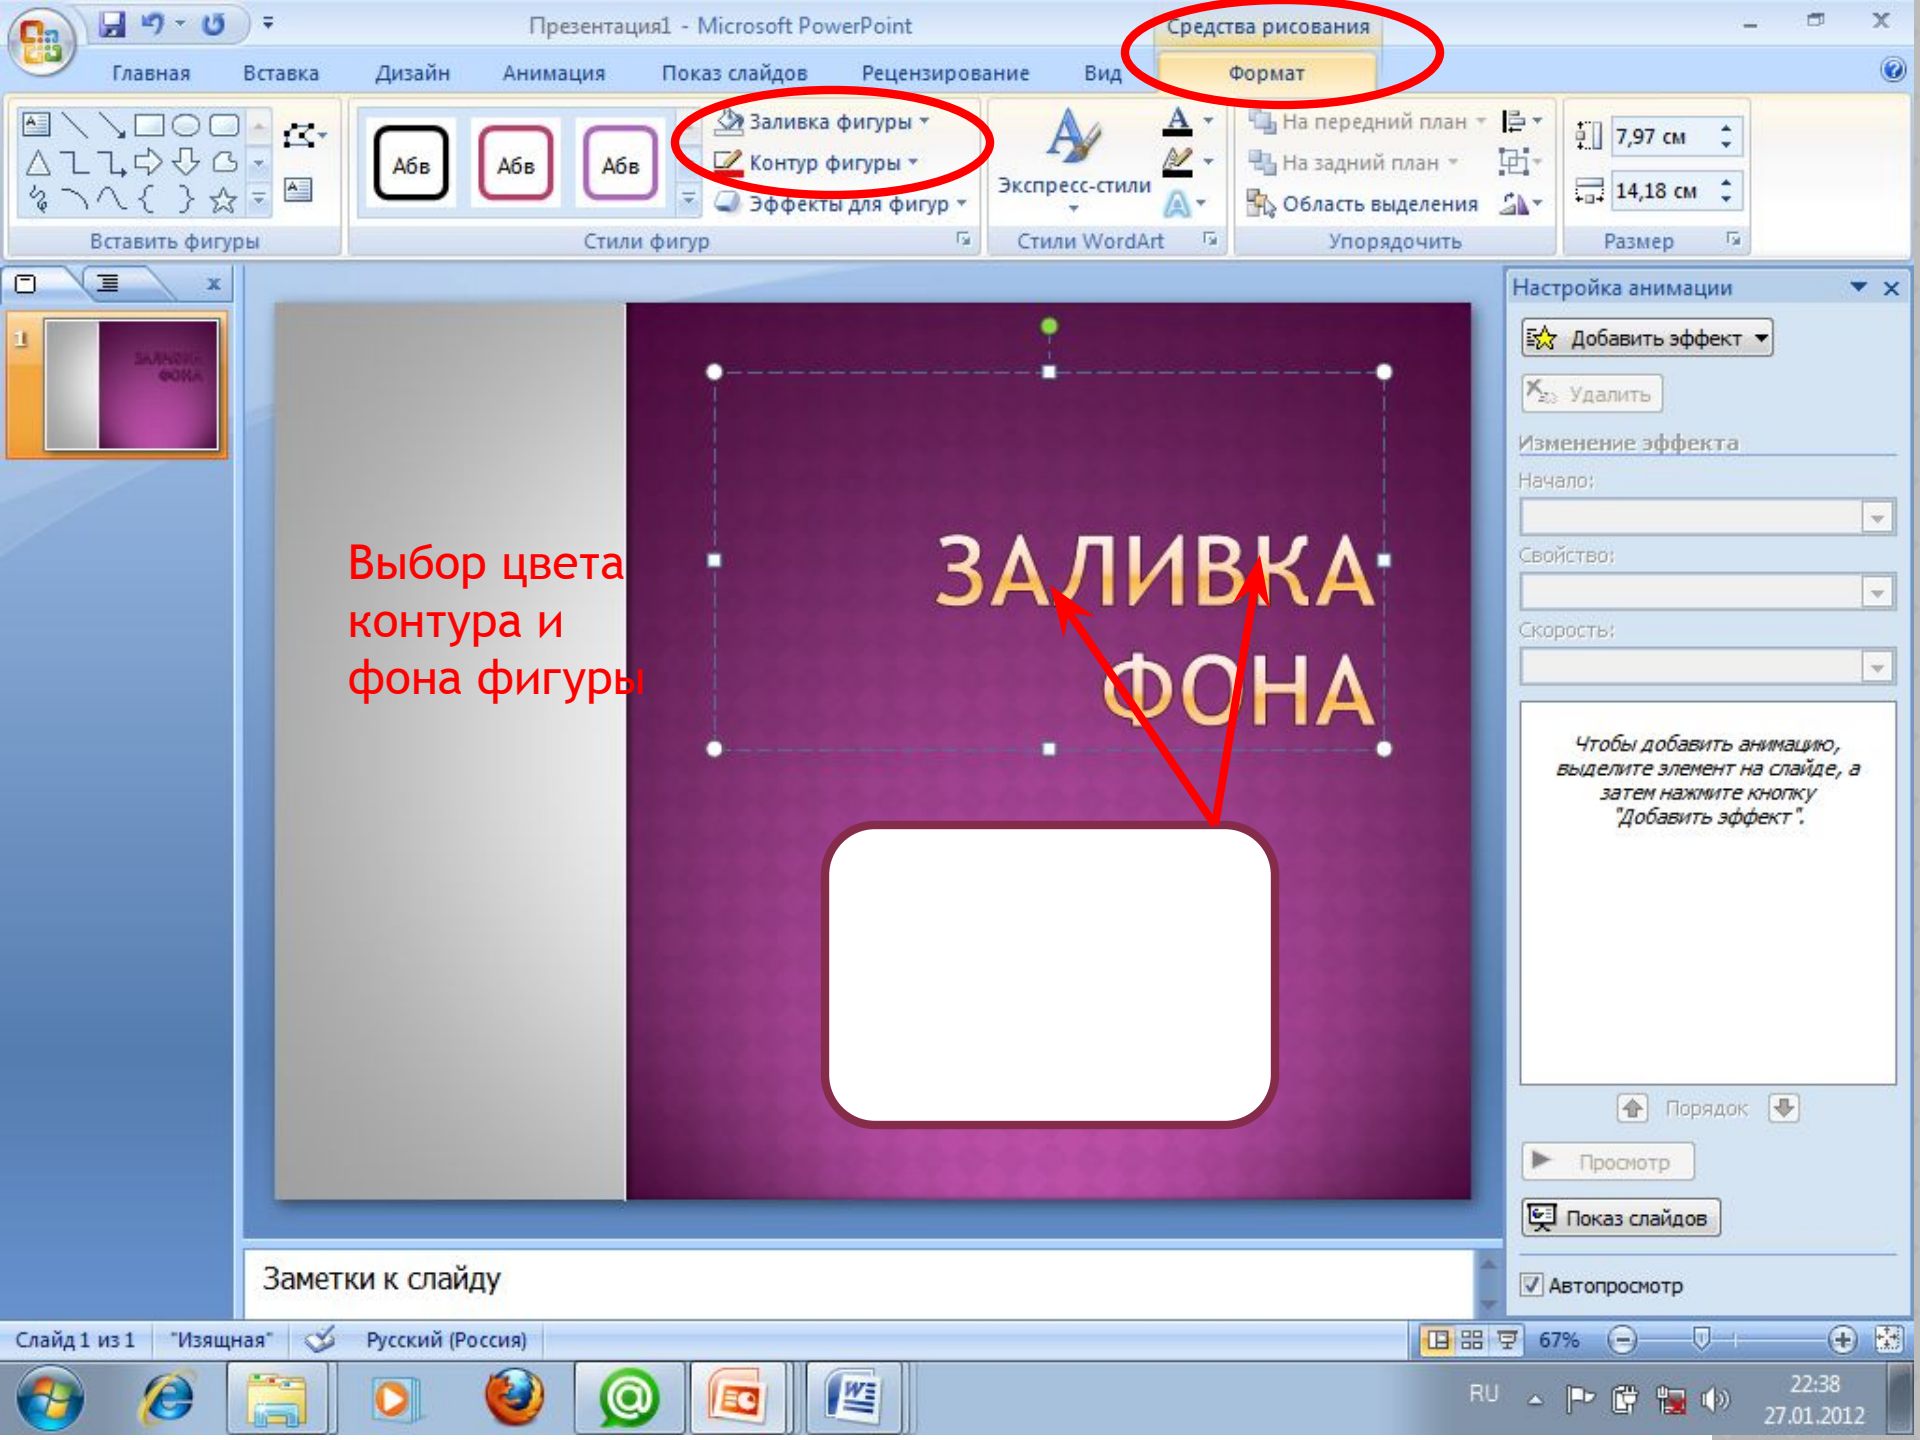 Презентация1 - Microsoft PowerPoint
Средства рисования
Главная
Вставка
Дизайн
Анимация
Показ слайдов
Рецензирование
Вид
Формат
Абв
Абв
Абв
Заливка фигуры
Контур фигуры
Эффекты для фигур
Экспресс-стили
На передний план
На задний план
Область выделения
7,97 см
14,18 см
Вставить фигуры
Стили фигур
Стили WordArt
Упорядочить
Размер
1
ЗАЛИВКА
ФОНА
Выбор цвета
контура и
фона фигуры
ЗАЛИВКА
ФОНА
Настройка анимации
Добавить эффект
Удалить
Изменение эффекта
Начало:
Свойство:
Скорость:
Чтобы добавить анимацию,
выделите элемент на слайде, а
затем нажмите кнопку
"Добавить эффект".
Порядок
Просмотр
Показ слайдов
Автопросмотр
Заметки к слайду
Слайд 1 из 1
"Изящная"
Русский (Россия)
67%
RU
22:38
27.01.2012